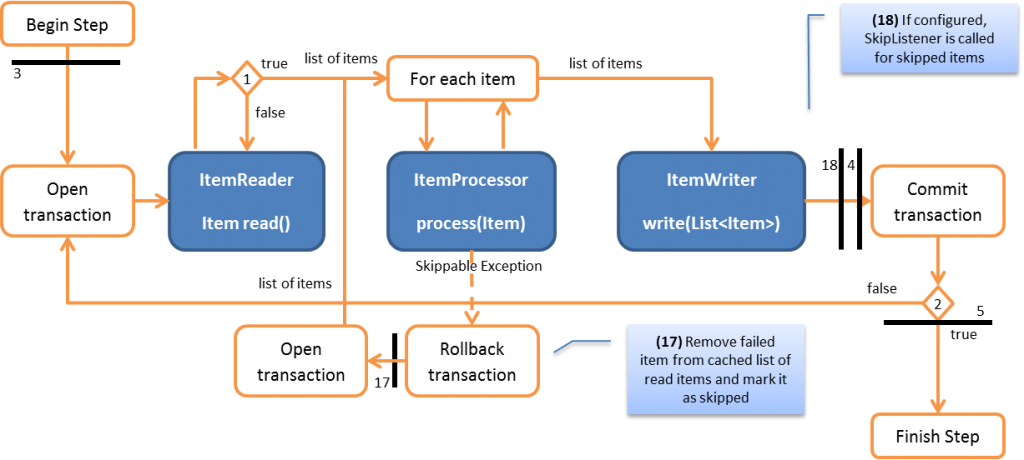 Begin Step
3
(18) If configured,
SkipListener is called
for skipped items
1
true
list of items
For each item
list of items
false
Open
transaction
ItemReader
Item read()
ItemProcessor
process(Item)
ItemWriter
write(List<Item>)
18
4
Commit
transaction
Skippable Exception
list of items
false
2
5
true
Open
transaction
17
Rollback
transaction
(17) Remove failed
item from cached list of
read items and mark it
as skipped
Finish Step